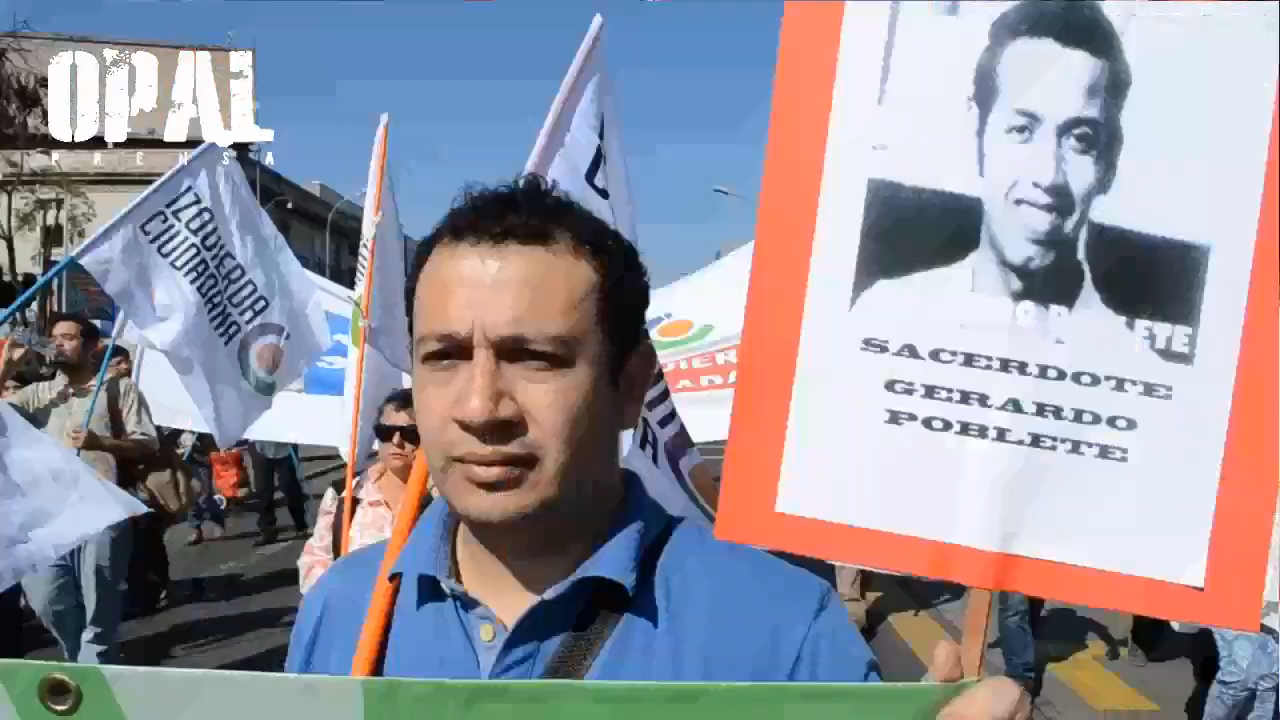 OPAL
PRENSA
IZQUIERDA
CIUDADANA
SACERDOTE
GERARDO
POBLETE